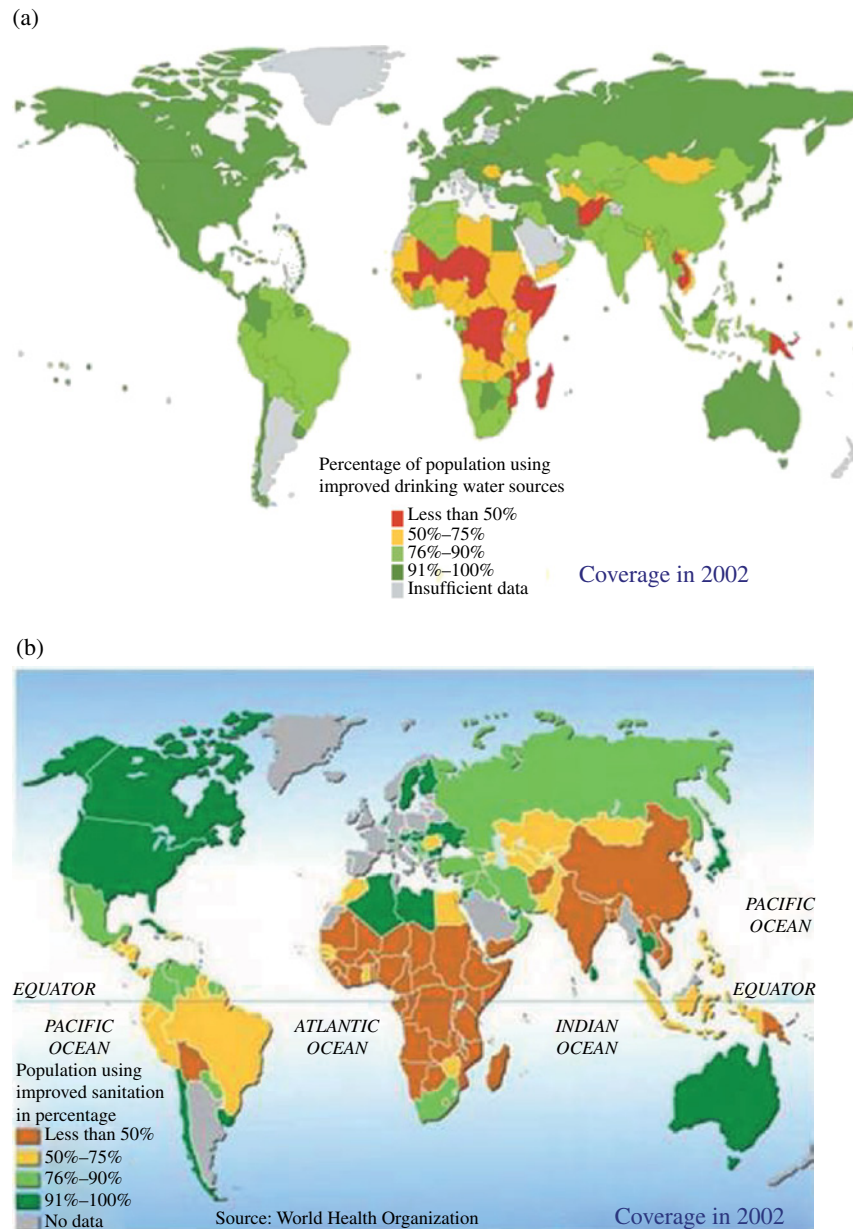 (a)
Percentage of population using
improved drinking water sources
Less than 50%
50%–75%
76%–90%
91%–100%
Insufficient data
Coverage in 2002
(b)
PACIFIC
OCEAN
EQUATOR
EQUATOR
PACIFIC
OCEAN
ATLANTIC
OCEAN
INDIAN
OCEAN
Population using
improved sanitation
in percentage
Less than 50%
50%–75%
76%–90%
91%–100%
No data
Source: World Health Organization
Coverage in 2002